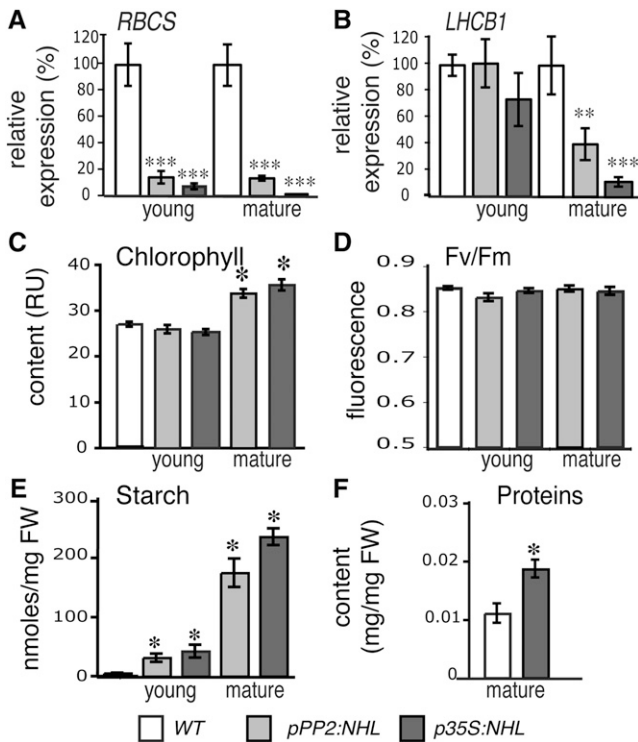 A RBCS
relative expression (%)
120
100
80
60
40
20
0
***
***
***
***
young mature
B LHCB1
relative expression (%)
120
100
80
60
40
20
0
**
***
young mature
C Chlorophyll
content (RU)
40
30
20
0
*
*
young mature
D Fv/Fm
fluorescence
0.9
0.8
0.7
0.6
0.5
young mature
E Starch
nmoles/mg FW
300
200
100
0
*
*
*
*
young mature
F Proteins
content (mg/mg FW)
0.03
0.02
0.01
0
*
mature
WT pPP2:NHL p35S:NHL